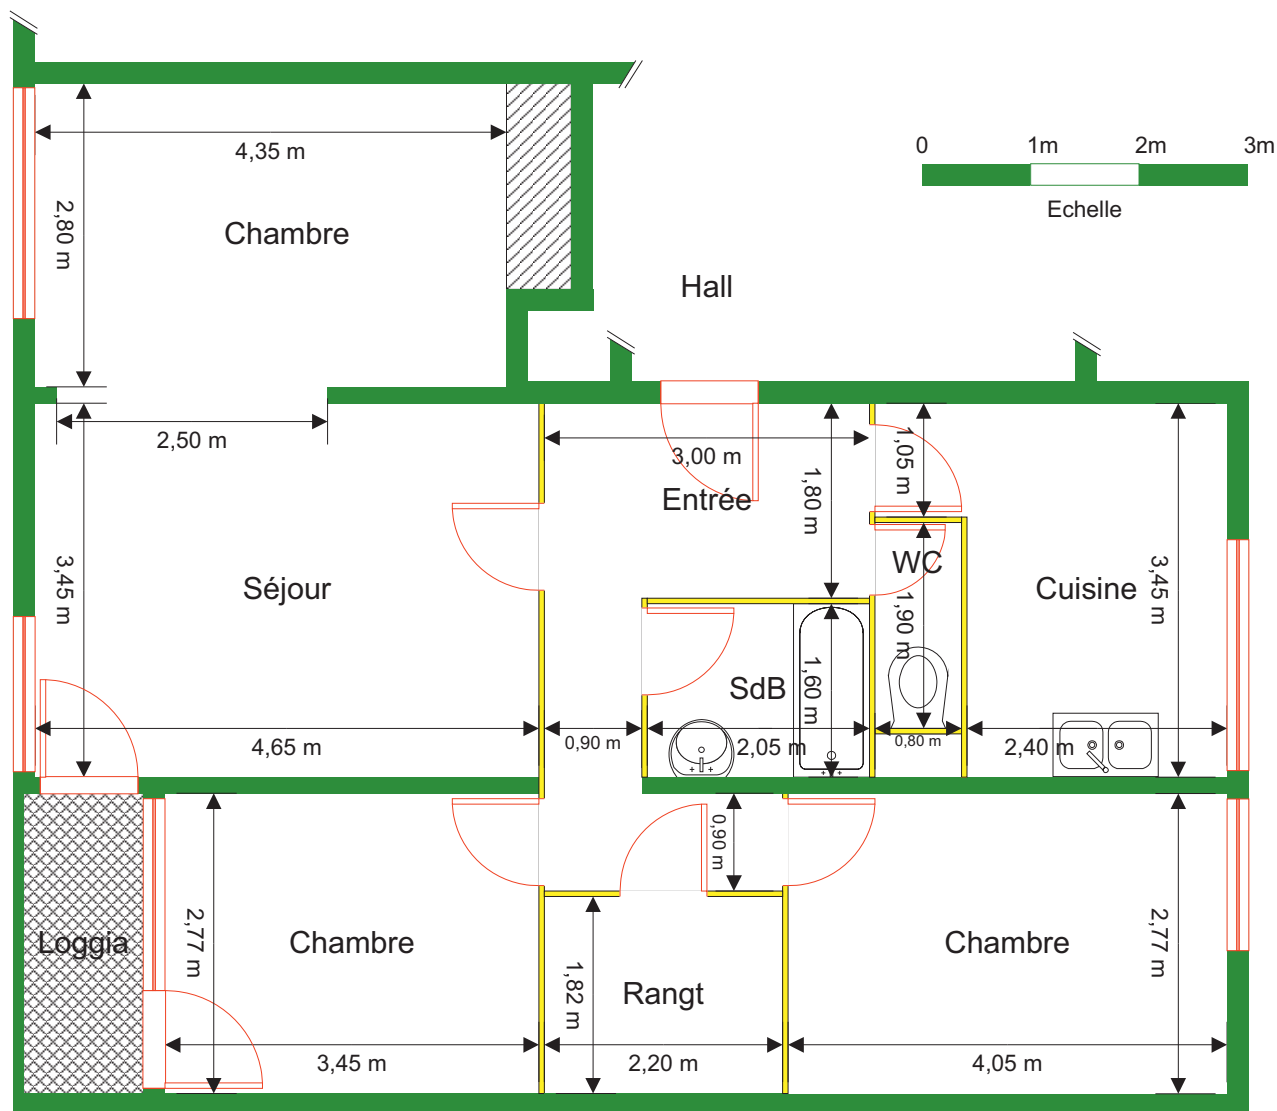 0 1m 2m 3m
Echelle
4,35 m
2,80 m
Chambre
Hall
2,50 m
3,00 m
Entrée
1,80 m
1,05 m
WC
1,90 m
3,45 m
Séjour
Cuisine
3,45 m
SdB
1,60 m
4,65 m
0,90 m
2,05 m
0,80 m
2,40 m
0,90 m
Loggia
2,77 m
Chambre
1,82 m
Rangt
Chambre
2,77 m
3,45 m
2,20 m
4,05 m